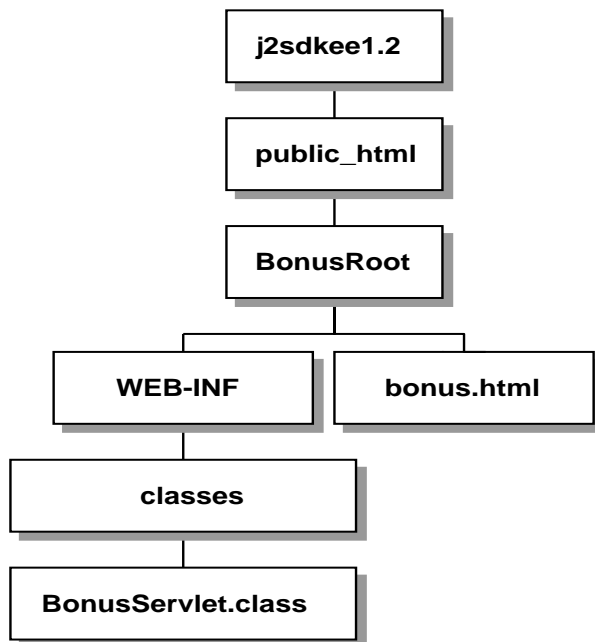 j2sdkee1.2
public_html
BonusRoot
WEB-INF
bonus.html
classes
BonusServlet.class